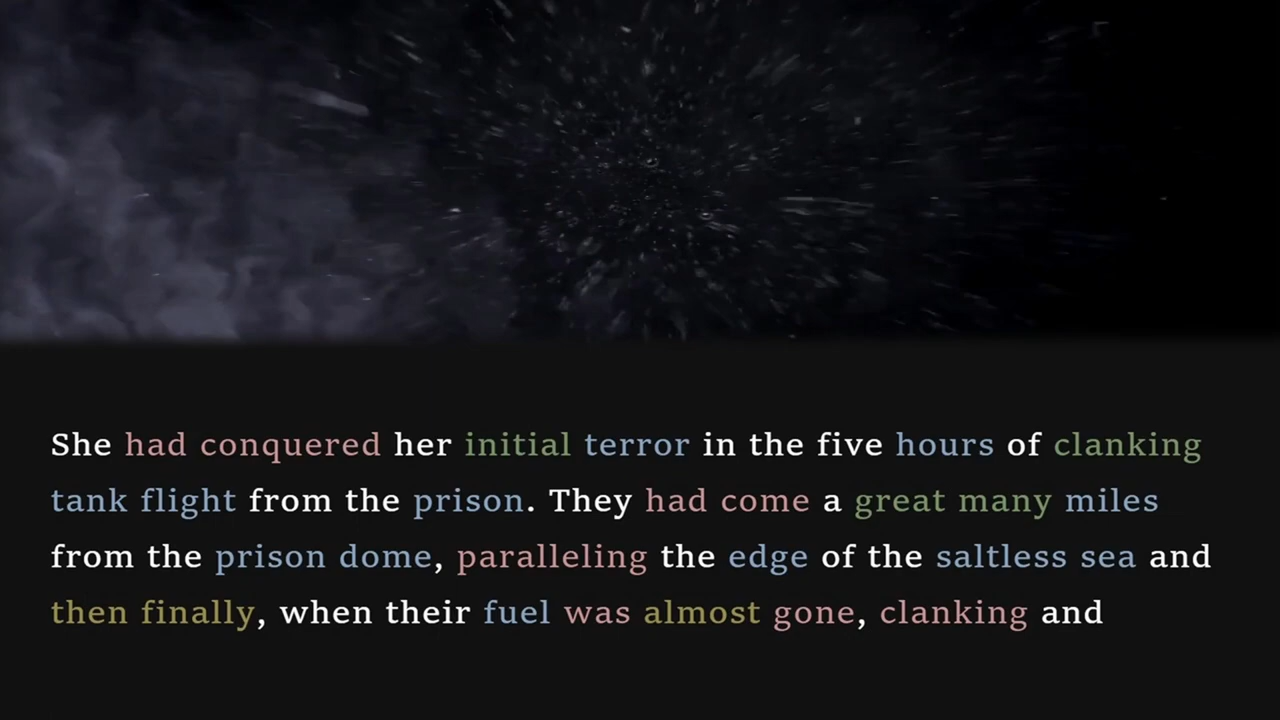 She had conquered her initial terror in the five hours of clanking
tank flight from the prison. They had come a great many miles
from the prison dome, paralleling the edge of the saltless sea and
then finally, when their fuel was almost gone, clanking and